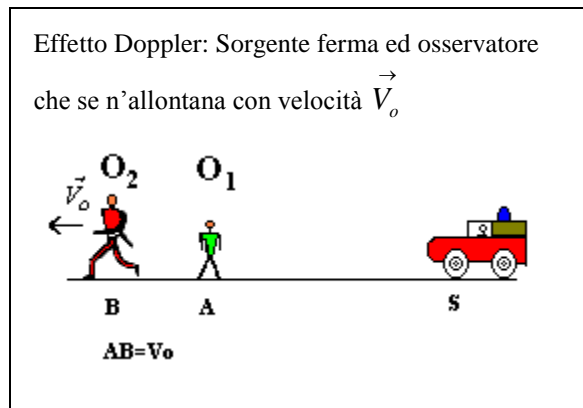 Effetto Doppler: Sorgente ferma ed osservatore
che se n'allontana con velocità V⃗o
O2 O1
V⃗o
B A S
AB=Vo